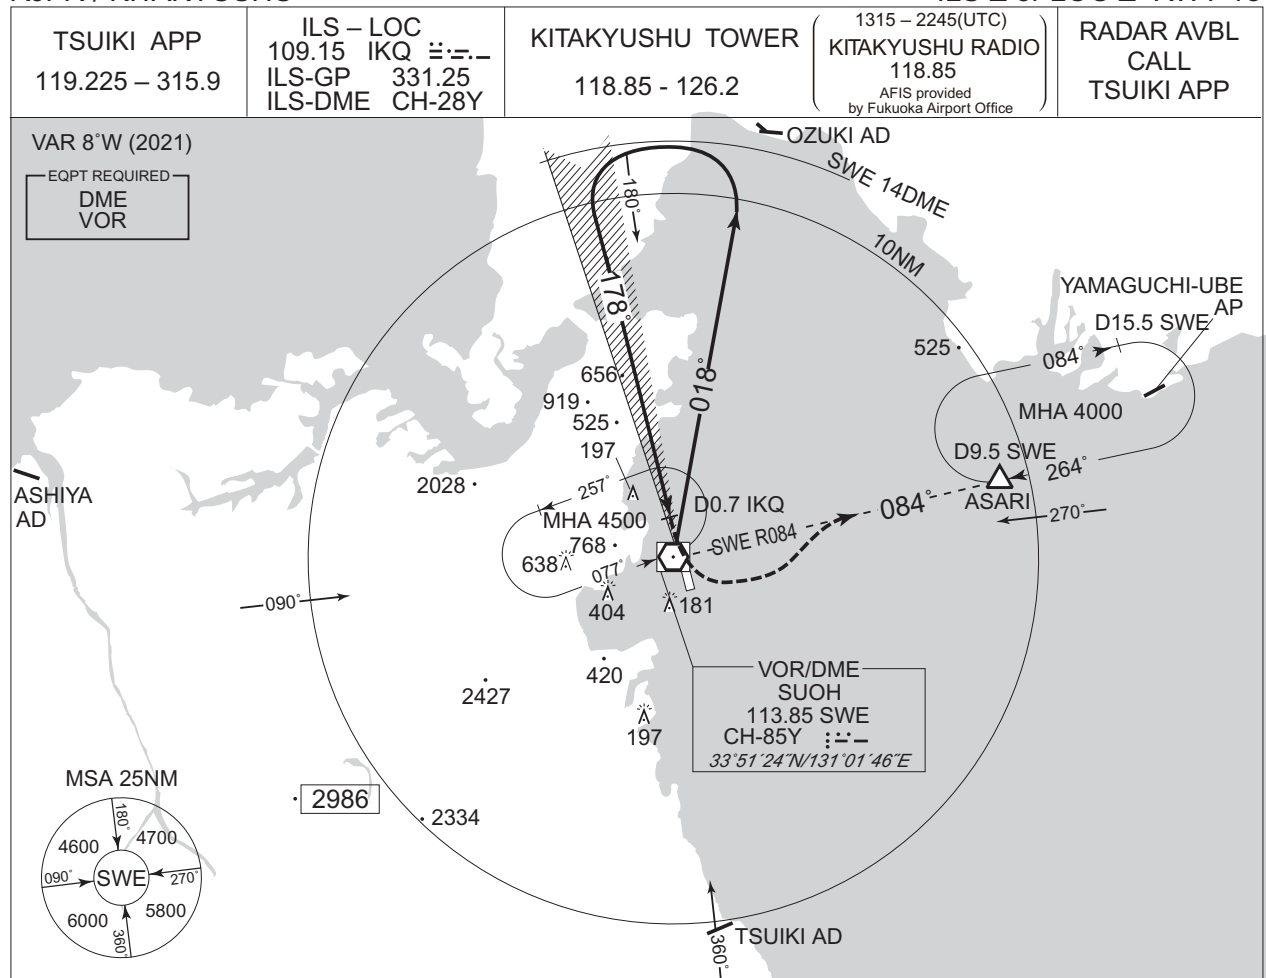 TSUIKI APP
119.225 – 315.9
ILS – LOC
109.15 IKQ
ILS-GP 331.25
ILS-DME CH-28Y
KITAKYUSHU TOWER
118.85 - 126.2
1315 – 2245(UTC)
KITAKYUSHU RADIO
118.85
AFIS provided
by Fukuoka Airport Office
RADAR AVBL
CALL
TSUIKI APP
VAR 8°W (2021)
EQPT REQUIRED
DME
VOR
OZUKI AD
SWE 14DME
180°
10NM
178°
YAMAGUCHI-UBE
AP
D15.5 SWE
525
084°
018°
656
919
525
197
MHA 4000
D9.5 SWE
264°
ASARI
270°
2028
257°
D0.7 IKQ
084°
ASHIYA
AD
MHA 4500
SWE R084
768
638
077°
090°
404
181
420
2427
197
VOR/DME
SUOH
113.85 SWE
CH-85Y
33°51´24˝N/131°01´46˝E
MSA 25NM
2986
2334
180°
4600
4700
090°
SWE
270°
6000
5800
360°
TSUIKI AD
360°